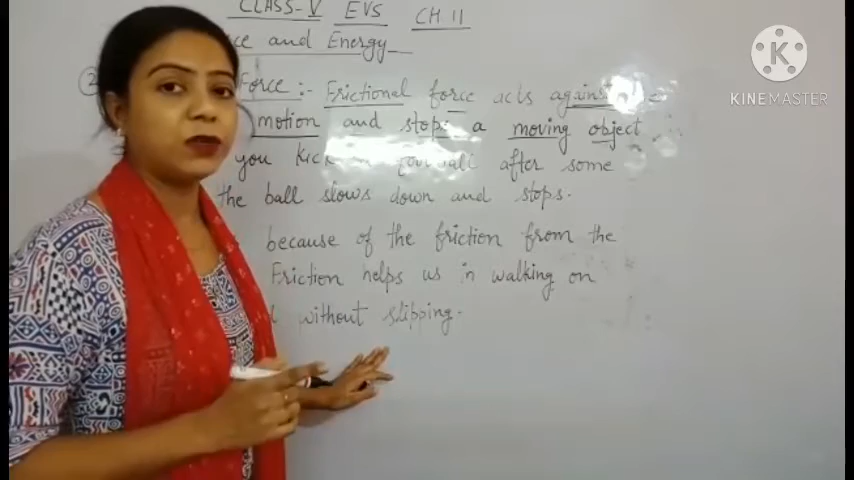 CLASS-V EVS CH 11
and Energy
Force :- Frictional force acts against
motion and stops a moving object
you kick football after some
the ball slows down and stops.
because of the friction from the
Friction helps us in walking on
without slipping.
KINEMASTER